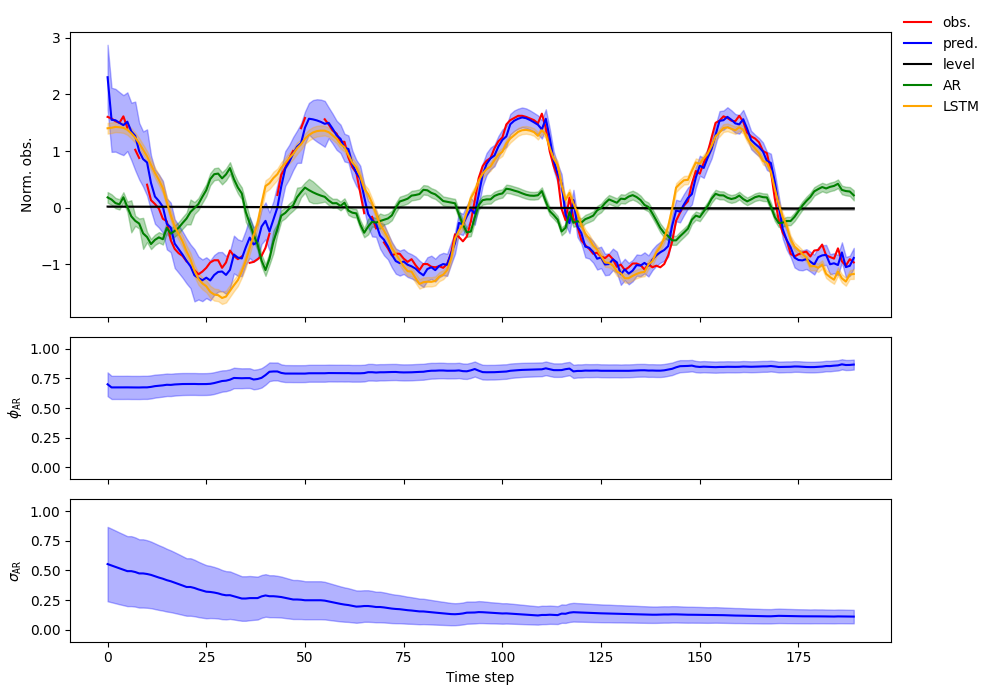 obs.
pred.
level
AR
LSTM
Norm. obs.
3
2
1
0
−1
ϕAR
1.00
0.75
0.50
0.25
0.00
σAR
1.00
0.75
0.50
0.25
0.00
0 25 50 75 100 125 150 175
Time step